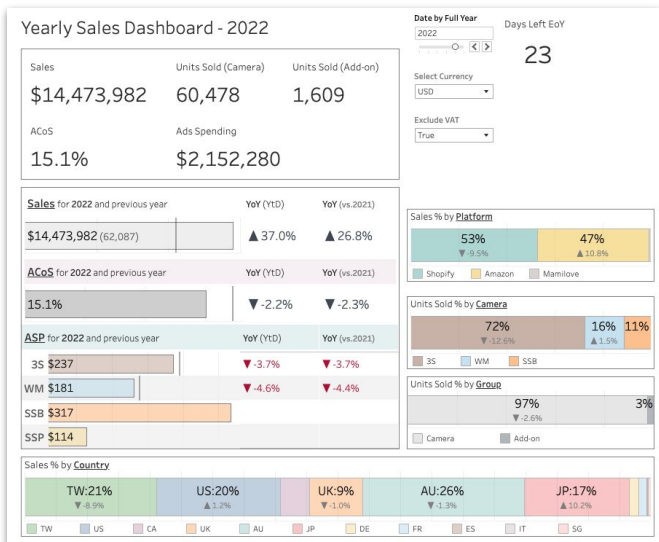 Yearly Sales Dashboard - 2022
Date by Full Year
2022
Days Left EoY
23
Select Currency
USD
Exclude VAT
True
Sales
Units Sold (Camera)
Units Sold (Add-on)
$14,473,982
60,478
1,609
ACoS
Ads Spending
15.1%
$2,152,280
Sales for 2022 and previous year
YoY (YtD)
YoY (vs.2021)
$14,473,982 (62,087)
▲37.0%
▲26.8%
ACoS for 2022 and previous year
YoY (YtD)
YoY (vs.2021)
15.1%
▼-2.2%
▼-2.3%
ASP for 2022 and previous year
YoY (YtD)
YoY (vs.2021)
3S $237
▼-3.7%
▼-3.7%
WM $181
▼-4.6%
▼-4.4%
SSB $317
SSP $114
Sales % by Platform
53%
47%
▼-9.5%
▲10.8%
Shopify
Amazon
Mamilove
Units Sold % by Camera
72%
16%
11%
▼-12.6%
▲1.5%
3S
WM
SSB
Units Sold % by Group
97%
3%
▼-2.6%
Camera
Add-on
Sales % by Country
TW:21%
US:20%
UK:9%
AU:26%
JP:17%
▼-8.9%
▲1.2%
▼-1.0%
▼-1.3%
▲10.2%
TW
US
CA
UK
AU
JP
DE
FR
ES
IT
SG